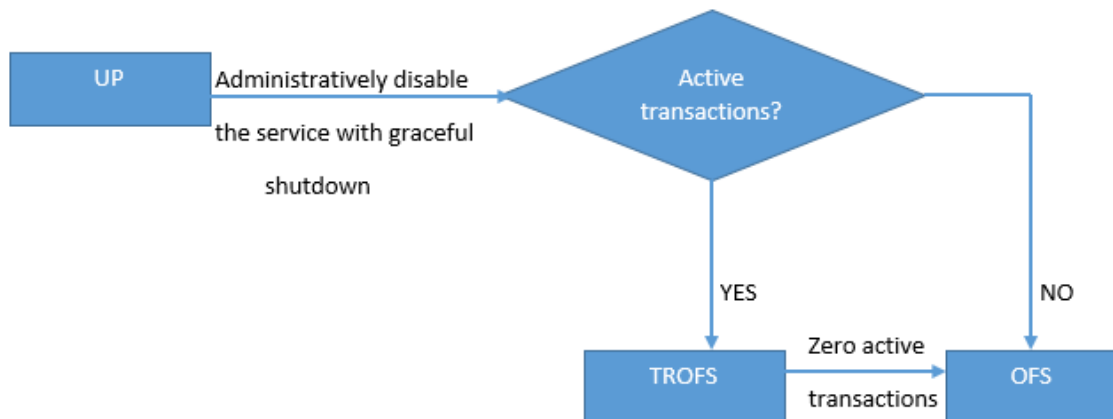 UP
Administratively disable
the service with graceful
shutdown
Active
transactions?
YES
NO
TROFS
Zero active
transactions
OFS